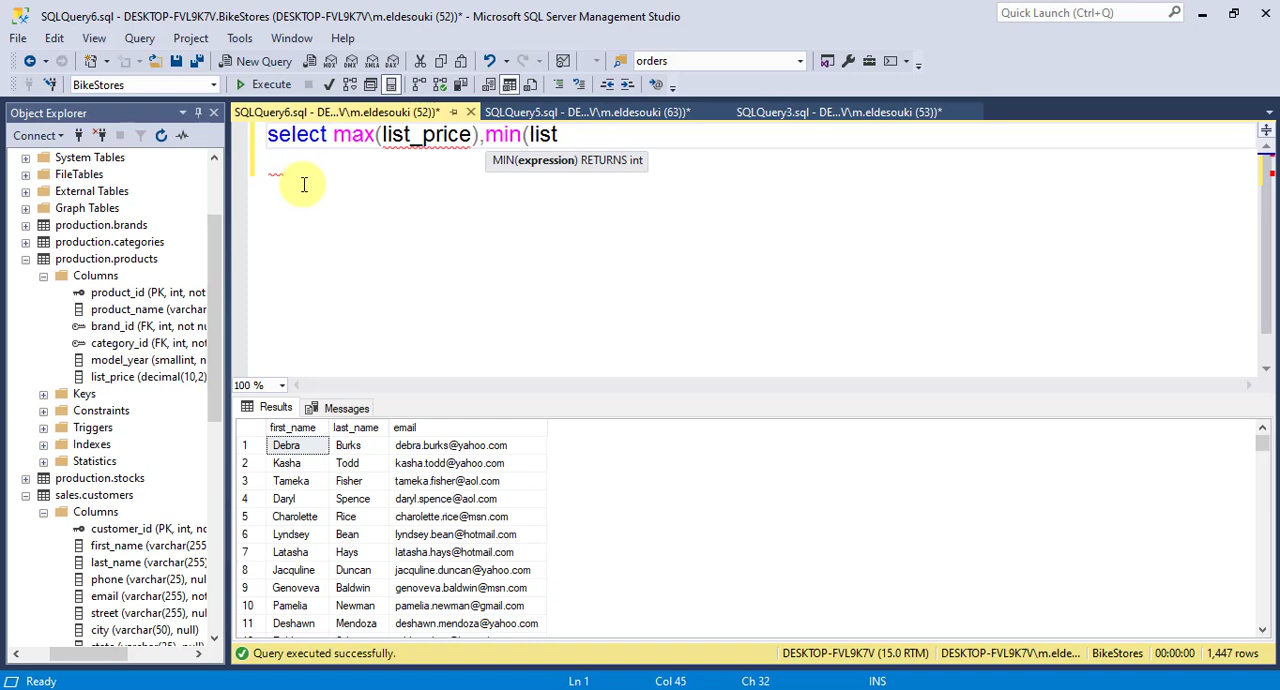 SQLQuery6.sql - DESKTOP-FVL9K7V.BikeStores (DESKTOP-FVL9K7V\m.eldesouki (52))* - Microsoft SQL Server Management Studio
Quick Launch (Ctrl+Q)
File Edit View Query Project Tools Window Help
New Query
orders
BikeStores
Execute
Object Explorer
SQLQuery6.sql - DE...V\m.eldesouki (52))*
SQLQuery5.sql - DE...V\m.eldesouki (63))*
SQLQuery3.sql - DE...V\m.eldesouki (53))*
Connect
System Tables
FileTables
External Tables
Graph Tables
production.brands
production.categories
production.products
Columns
product_id (PK, int, not
product_name (varchar
brand_id (FK, int, not nu
category_id (FK, int, not
model_year (smallint, n
list_price (decimal(10,2)
Keys
Constraints
Triggers
Indexes
Statistics
production.stocks
sales.customers
Columns
customer_id (PK, int, no
first_name (varchar(255
last_name (varchar(255)
phone (varchar(25), nul
email (varchar(255), not
street (varchar(255), nul
city (varchar(50), null)
select max(list_price),min(list
MIN(expression) RETURNS int
100 %
Results Messages
first_name last_name email
1 Debra Burks debra.burks@yahoo.com
2 Kasha Todd kasha.todd@yahoo.com
3 Tameka Fisher tameka.fisher@aol.com
4 Daryl Spence daryl.spence@aol.com
5 Charolette Rice charolette.rice@msn.com
6 Lyndsey Bean lyndsey.bean@hotmail.com
7 Latasha Hays latasha.hays@hotmail.com
8 Jacquline Duncan jacquline.duncan@yahoo.com
9 Genoveva Baldwin genoveva.baldwin@msn.com
10 Pamelia Newman pamelia.newman@gmail.com
11 Deshawn Mendoza deshawn.mendoza@yahoo.com
Query executed successfully.
DESKTOP-FVL9K7V (15.0 RTM) DESKTOP-FVL9K7V\m.elde... BikeStores 00:00:00 1,447 rows
Ready Ln 1 Col 45 Ch 32 INS